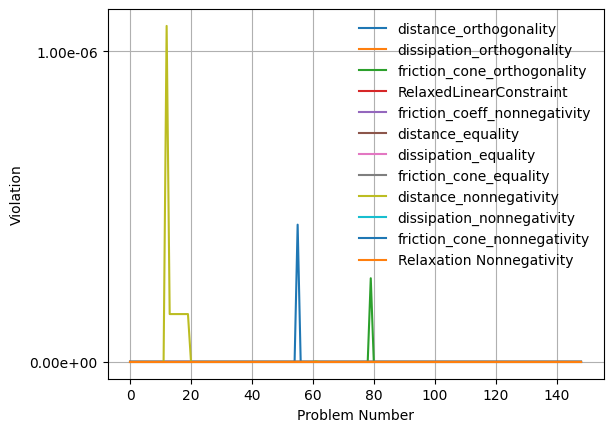 distance_orthogonality
dissipation_orthogonality
friction_cone_orthogonality
RelaxedLinearConstraint
friction_coeff_nonnegativity
distance_equality
dissipation_equality
friction_cone_equality
distance_nonnegativity
dissipation_nonnegativity
friction_cone_nonnegativity
Relaxation Nonnegativity
1.00e-06
0.00e+00
Violation
0 20 40 60 80 100 120 140
Problem Number